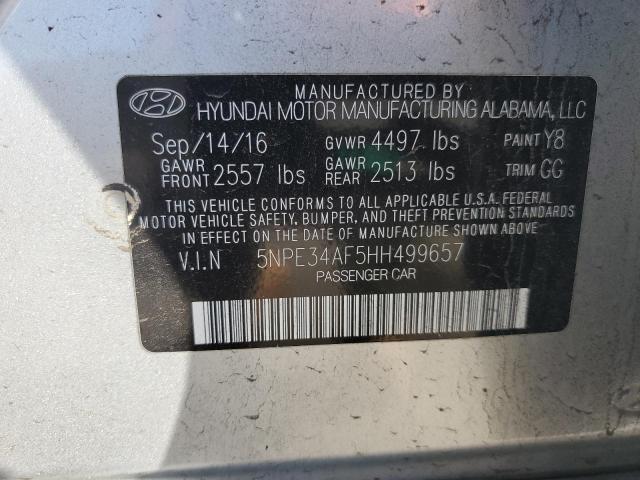 MANUFACTURED BY
HYUNDAI MOTOR MANUFACTURING ALABAMA, LLC
Sep/14/16 GVWR 4497 lbs PAINT Y8
GAWR FRONT 2557 lbs GAWR REAR 2513 lbs TRIM GG
THIS VEHICLE CONFORMS TO ALL APPLICABLE U.S.A. FEDERAL
MOTOR VEHICLE SAFETY, BUMPER, AND THEFT PREVENTION STANDARDS
IN EFFECT ON THE DATE OF MANUFACTURE SHOWN ABOVE
V.I.N 5NPE34AF5HH499657
PASSENGER CAR